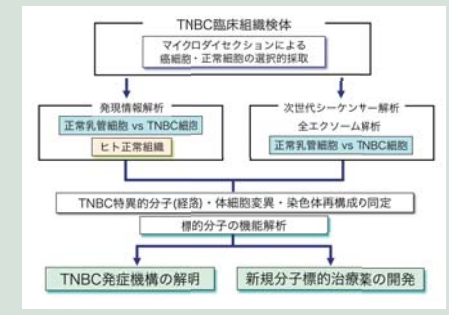 TNBC臨床組織検体
マイクロダイセクションによる
癌細胞・正常細胞の選択的採取
発現情報解析
正常乳管細胞 vs TNBC細胞
ヒト正常組織
次世代シーケンサー解析
全エクソーム解析
正常乳管細胞 vs TNBC細胞
TNBC特異的分子(経路)・体細胞変異・染色体再構成の同定
標的分子の機能解析
TNBC発症機構の解明
新規分子標的治療薬の開発